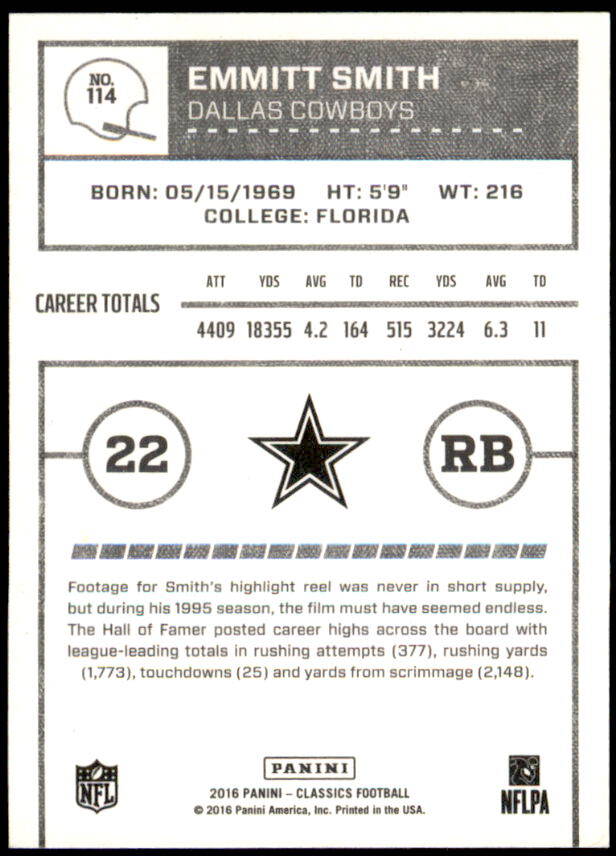 NO.
114
EMMITT SMITH
DALLAS COWBOYS
BORN: 05/15/1969 HT: 5'9" WT: 216
COLLEGE: FLORIDA
ATT YDS AVG TD REC YDS AVG TD
CAREER TOTALS
4409 18355 4.2 164 515 3224 6.3 11
22
RB
Footage for Smith's highlight reel was never in short supply,
but during his 1995 season, the film must have seemed endless.
The Hall of Famer posted career highs across the board with
league-leading totals in rushing attempts (377), rushing yards
(1,773), touchdowns (25) and yards from scrimmage (2,148).
NFL
PANINI
NFLPA
2016 PANINI – CLASSICS FOOTBALL
© 2016 Panini America, Inc. Printed in the USA.